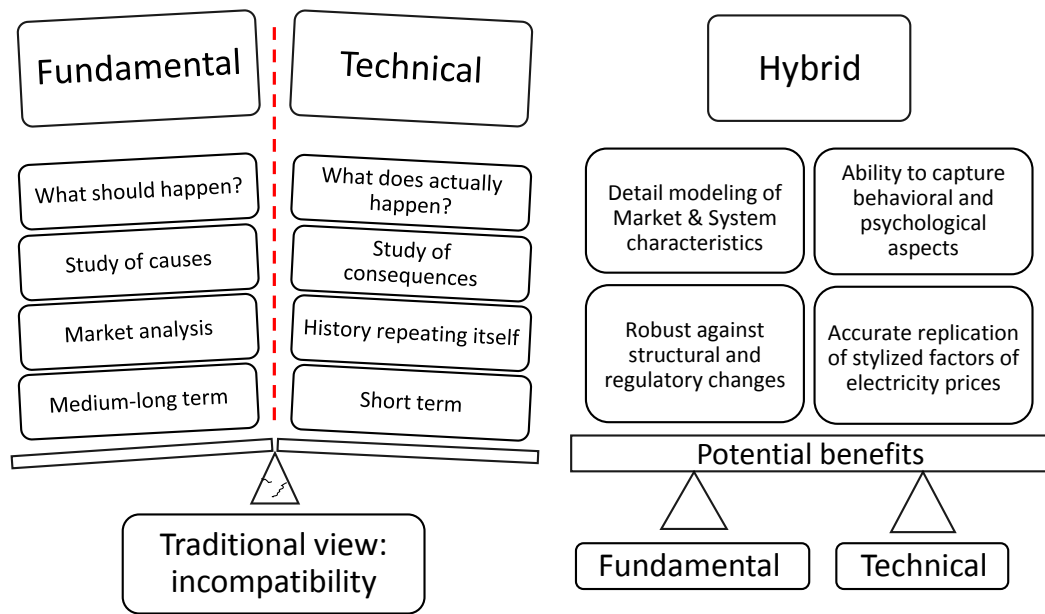 Fundamental
Technical
What should happen?
What does actually
happen?
Study of causes
Study of
consequences
Market analysis
History repeating itself
Medium-long term
Short term
Traditional view:
incompatibility
Hybrid
Detail modeling of
Market & System
characteristics
Ability to capture
behavioral and
psychological
aspects
Robust against
structural and
regulatory changes
Accurate replication
of stylized factors of
electricity prices
Potential benefits
Fundamental
Technical